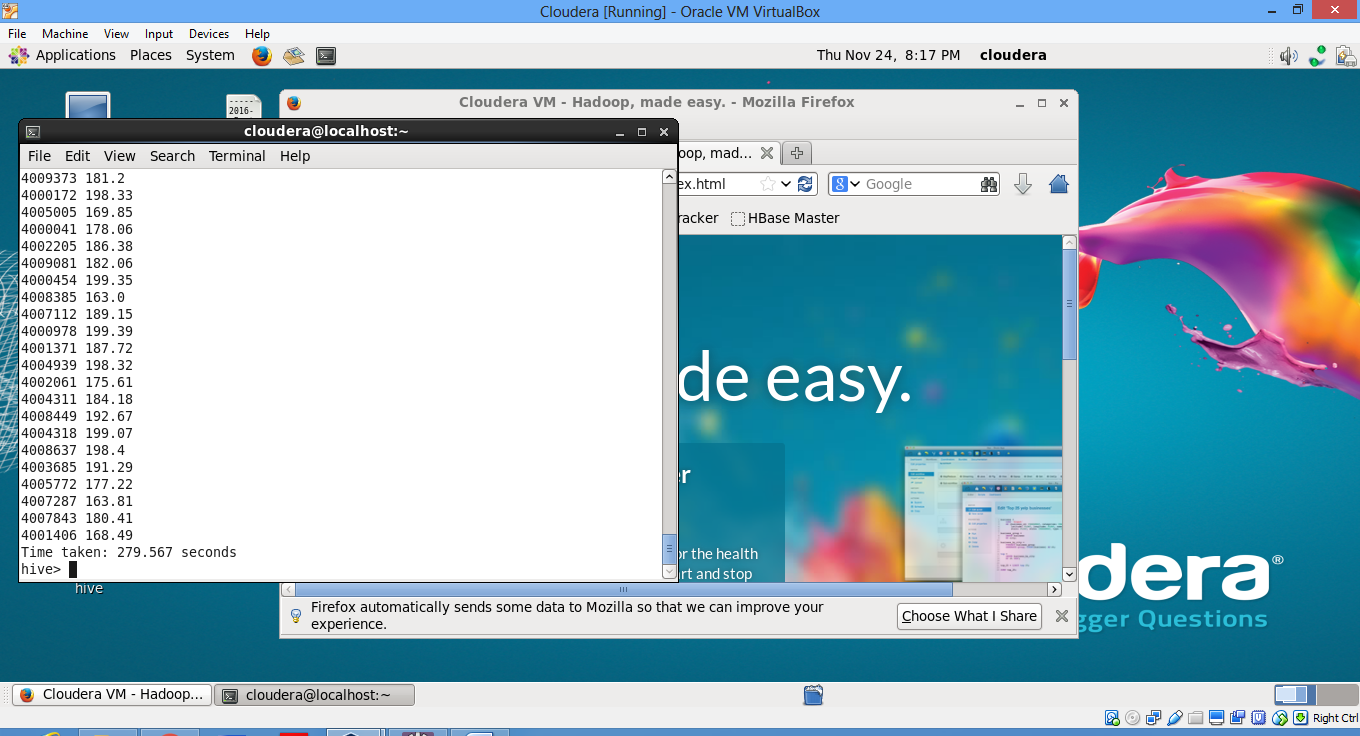 Cloudera [Running] - Oracle VM VirtualBox
File Machine View Input Devices Help
Applications Places System
Thu Nov 24, 8:17 PM cloudera
2016-
Cloudera VM - Hadoop, made easy. - Mozilla Firefox
cloudera@localhost:~
File Edit View Search Terminal Help
oop, mad...
ex.html
Google
racker
HBase Master
4009373 181.2
4000172 198.33
4005005 169.85
4000041 178.06
4002205 186.38
4009081 182.06
4000454 199.35
4008385 163.0
4007112 189.15
4000978 199.39
4001371 187.72
4004939 198.32
4002061 175.61
4004311 184.18
4008449 192.67
4004318 199.07
4008637 198.4
4003685 191.29
4005772 177.22
4007287 163.81
4007843 180.41
4001406 168.49
Time taken: 279.567 seconds
hive>
de easy.
er
or the health
art and stop
hive
dera®
gger Questions
Firefox automatically sends some data to Mozilla so that we can improve your
experience.
Choose What I Share
Cloudera VM - Hadoop...
cloudera@localhost:~
Right Ctrl